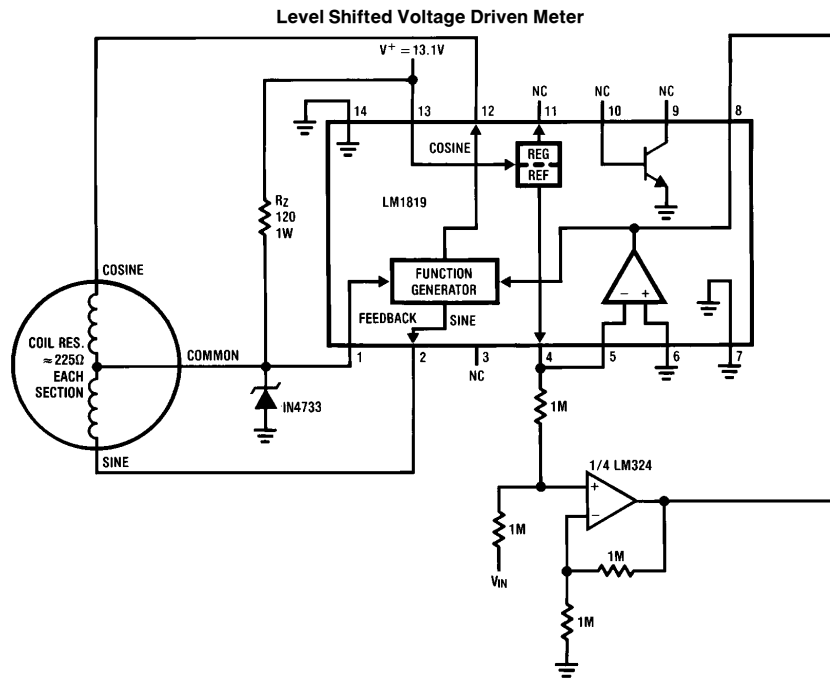 Level Shifted Voltage Driven Meter
V+ = 13.1V
NC
NC
NC
14
13
12
11
10
9
8
COSINE
REG
REF
LM1819
RZ
120
1W
COSINE
FUNCTION
GENERATOR
COIL RES.
≈ 225Ω
EACH
SECTION
COMMON
FEEDBACK
SINE
- +
1
2
3
4
5
6
7
NC
IN4733
SINE
1M
1/4 LM324
+
-
1M
VIN
1M
1M